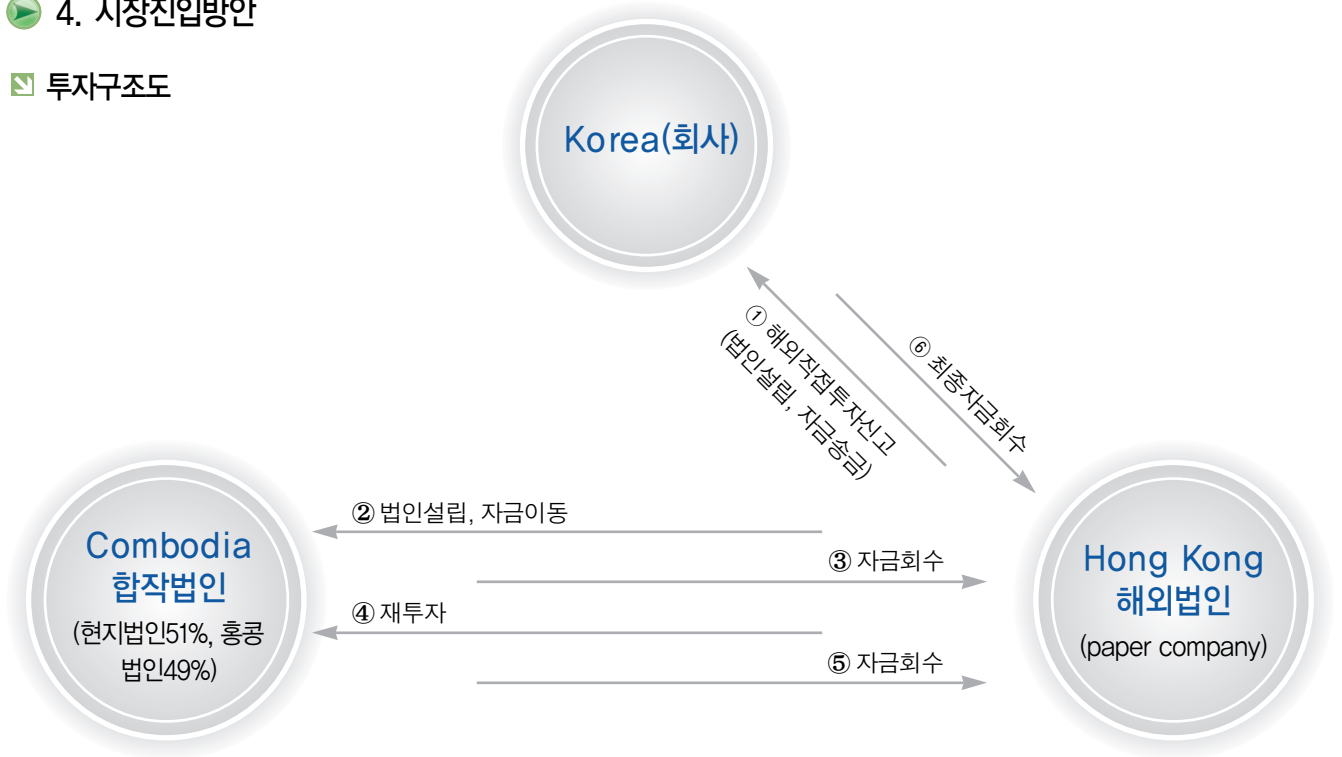 4. 시장진입방안
투자구조도
Korea(회사)
① 해외직접투자신고
(법인설립, 자금송금)
⑥ 최종자금회수
② 법인설립, 자금이동
③ 자금회수
④ 재투자
⑤ 자금회수
Combodia
합작법인
(현지법인51%, 홍콩
법인49%)
Hong Kong
해외법인
(paper company)